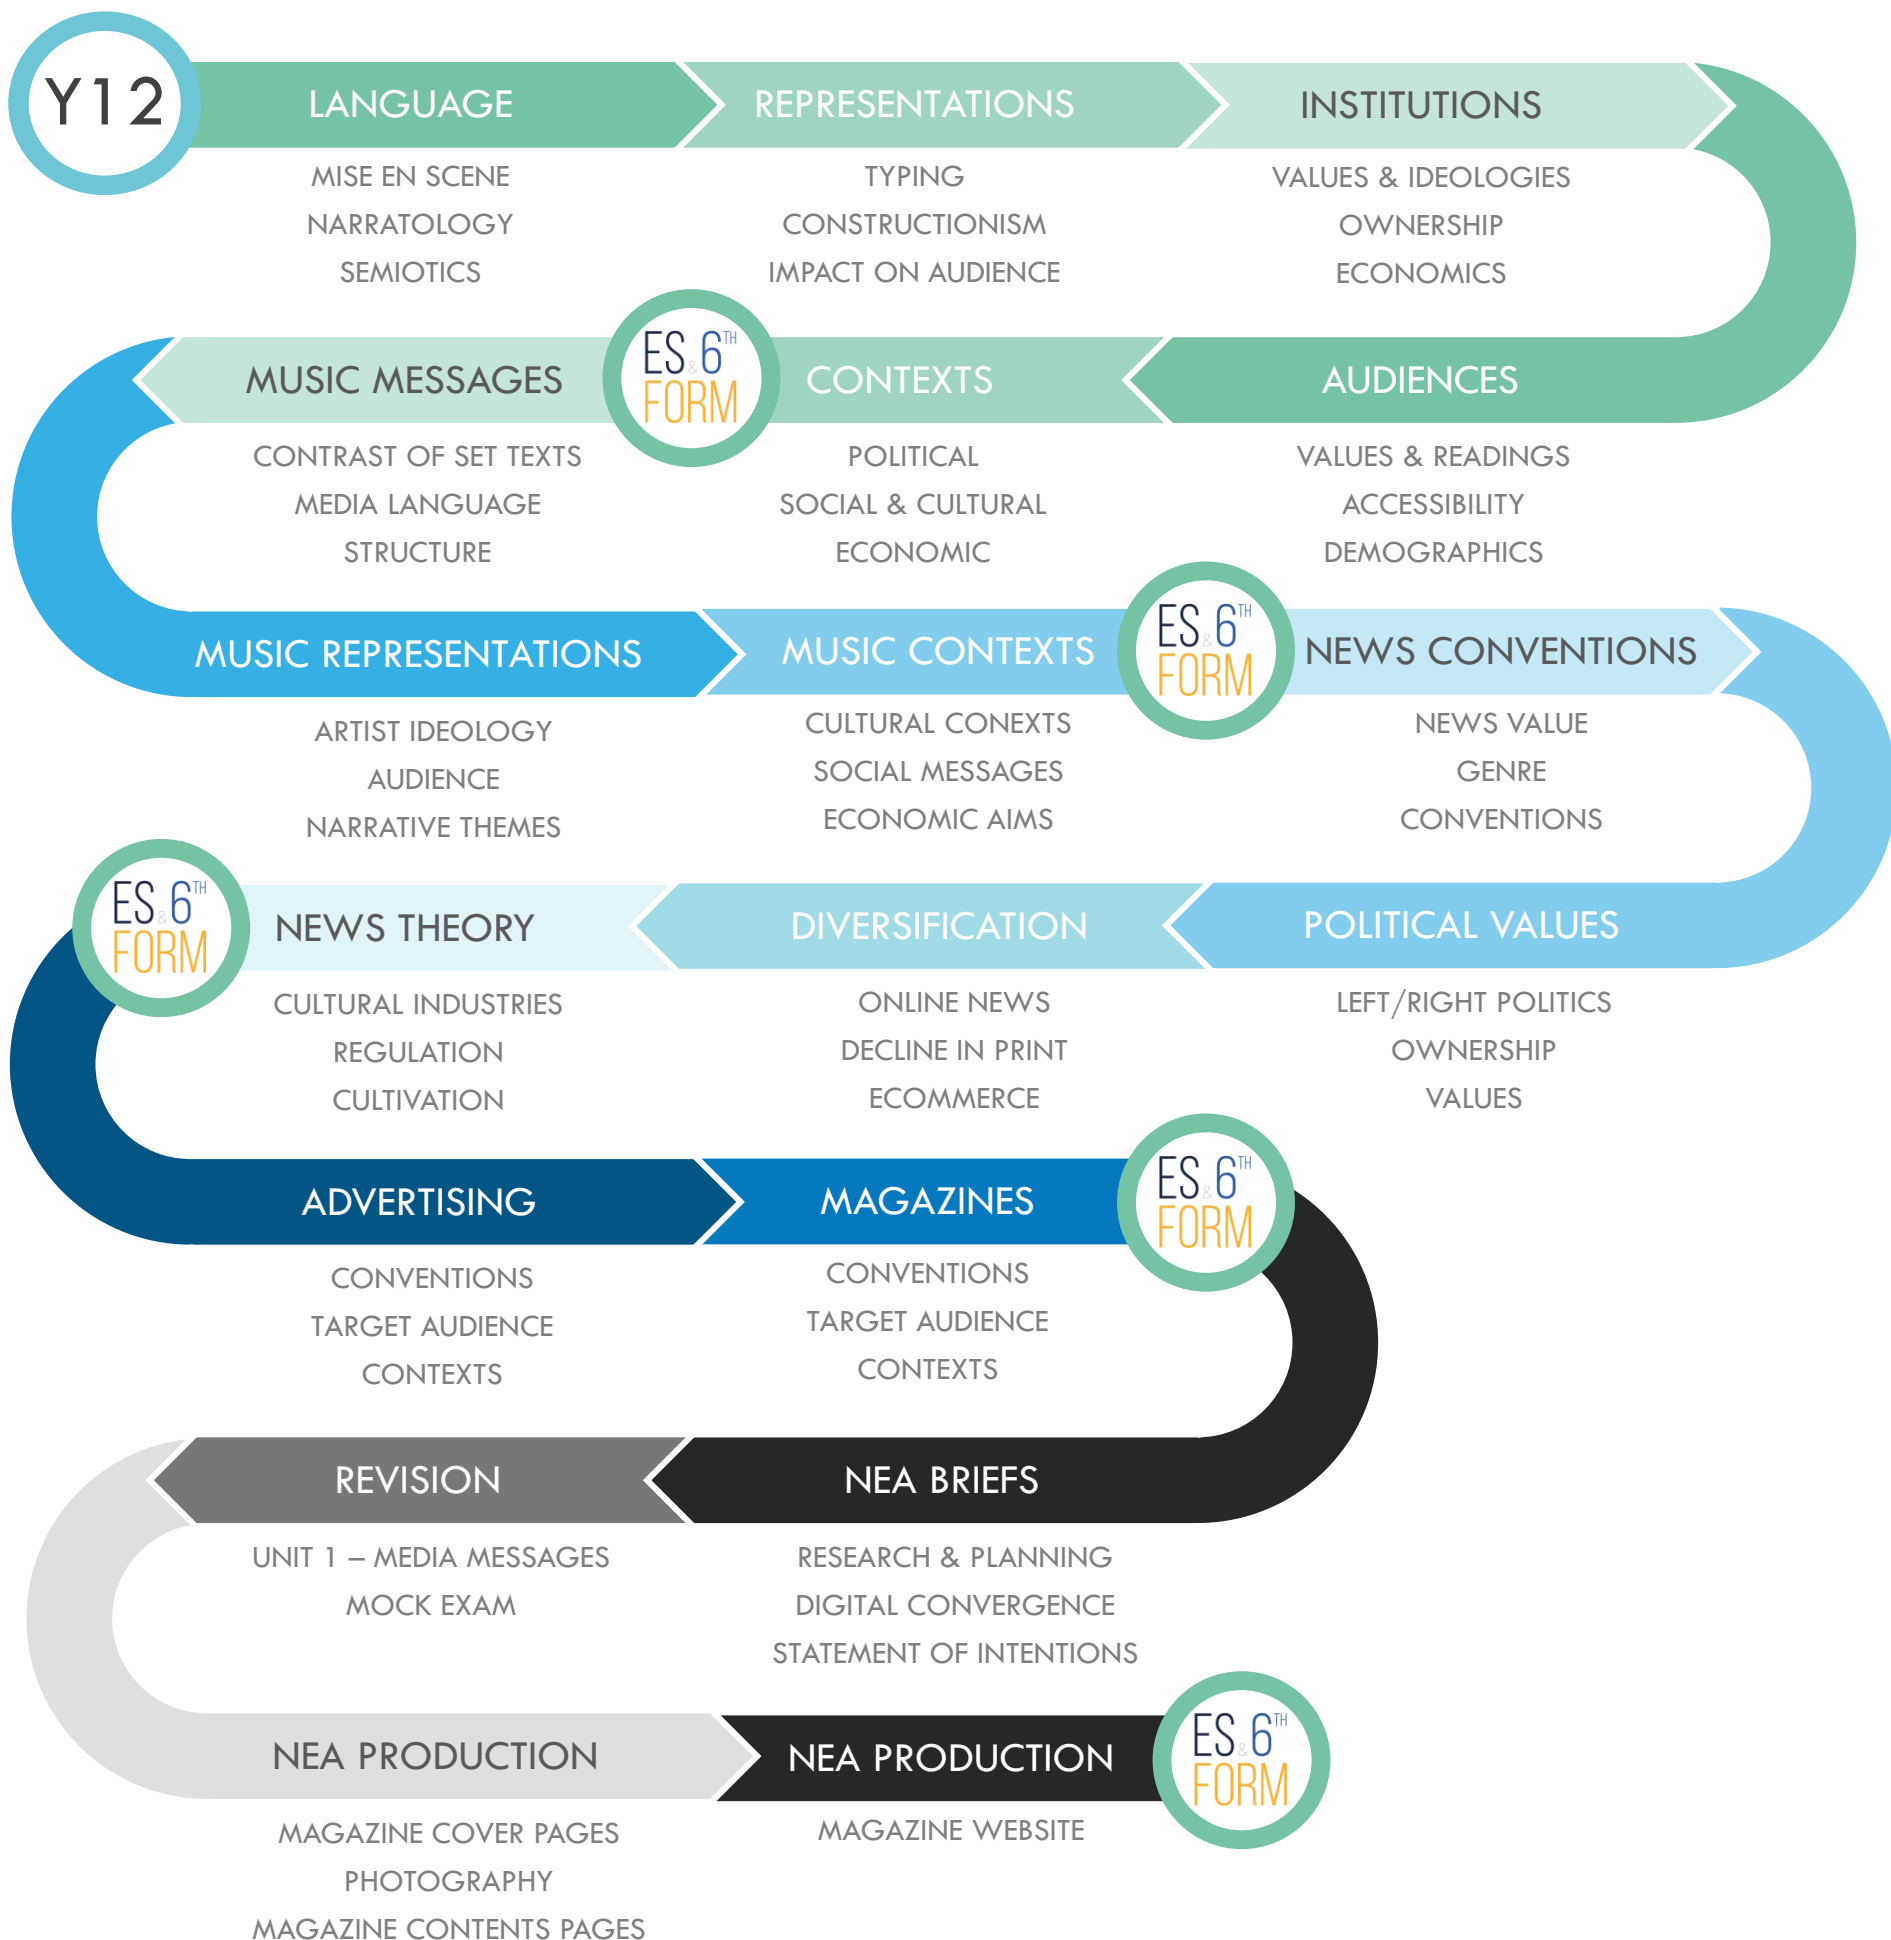 Y12
LANGUAGE
MISE EN SCENE
NARRATOLOGY
SEMIOTICS
REPRESENTATIONS
TYPING
CONSTRUCTIONISM
IMPACT ON AUDIENCE
INSTITUTIONS
VALUES & IDEOLOGIES
OWNERSHIP
ECONOMICS
AUDIENCES
VALUES & READINGS
ACCESSIBILITY
DEMOGRAPHICS
CONTEXTS
POLITICAL
SOCIAL & CULTURAL
ECONOMIC
ES&6TH
FORM
MUSIC MESSAGES
CONTRAST OF SET TEXTS
MEDIA LANGUAGE
STRUCTURE
MUSIC REPRESENTATIONS
ARTIST IDEOLOGY
AUDIENCE
NARRATIVE THEMES
MUSIC CONTEXTS
CULTURAL CONEXTS
SOCIAL MESSAGES
ECONOMIC AIMS
ES&6TH
FORM
NEWS CONVENTIONS
NEWS VALUE
GENRE
CONVENTIONS
POLITICAL VALUES
LEFT/RIGHT POLITICS
OWNERSHIP
VALUES
DIVERSIFICATION
ONLINE NEWS
DECLINE IN PRINT
ECOMMERCE
NEWS THEORY
CULTURAL INDUSTRIES
REGULATION
CULTIVATION
ES&6TH
FORM
ADVERTISING
CONVENTIONS
TARGET AUDIENCE
CONTEXTS
MAGAZINES
CONVENTIONS
TARGET AUDIENCE
CONTEXTS
ES&6TH
FORM
NEA BRIEFS
RESEARCH & PLANNING
DIGITAL CONVERGENCE
STATEMENT OF INTENTIONS
REVISION
UNIT 1 – MEDIA MESSAGES
MOCK EXAM
NEA PRODUCTION
MAGAZINE COVER PAGES
PHOTOGRAPHY
MAGAZINE CONTENTS PAGES
NEA PRODUCTION
MAGAZINE WEBSITE
ES&6TH
FORM